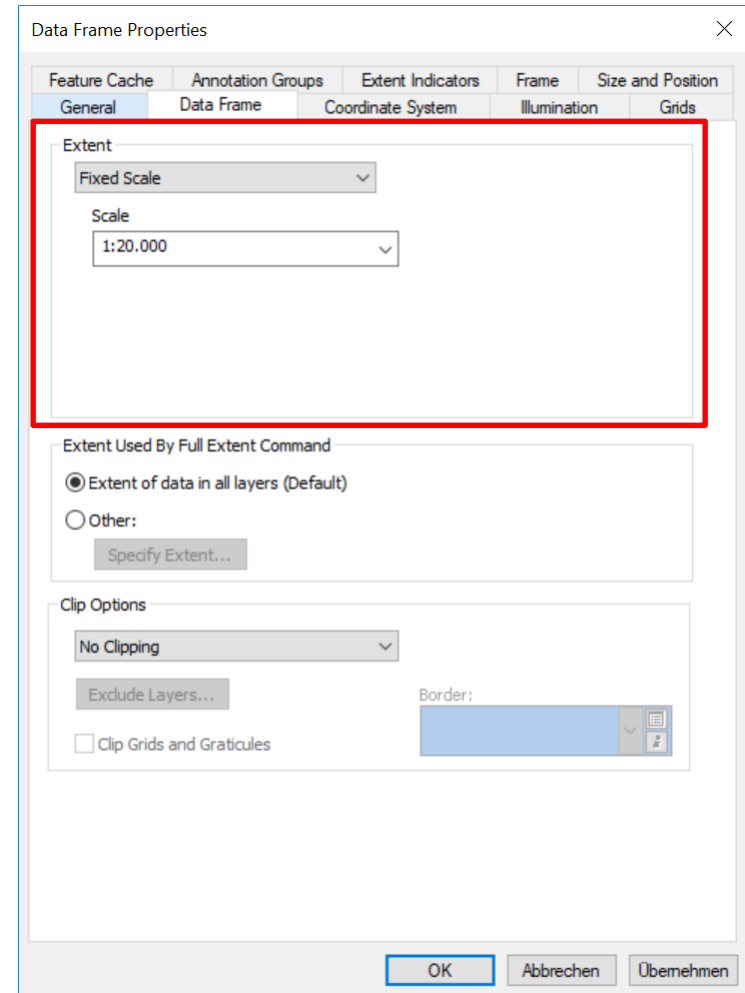 Data Frame Properties
Feature Cache Annotation Groups Extent Indicators Frame Size and Position
General Data Frame Coordinate System Illumination Grids
Extent
Fixed Scale
Scale
1:20.000
Extent Used By Full Extent Command
Extent of data in all layers (Default)
Other:
Specify Extent...
Clip Options
No Clipping
Exclude Layers...
Border:
Clip Grids and Graticules
OK Abbrechen Übernehmen